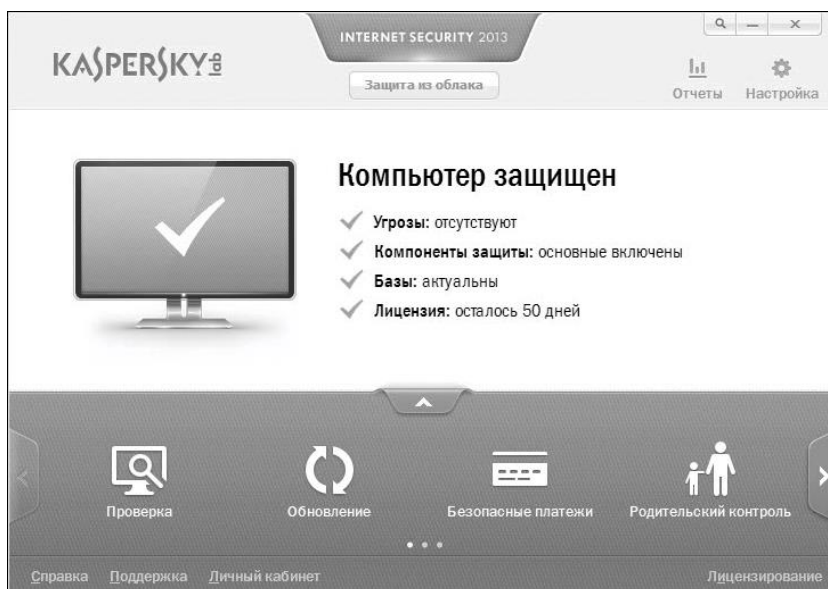 KASPERSKY lab
INTERNET SECURITY 2013
Защита из облака
Отчеты
Настройка
Компьютер защищен
Угрозы: отсутствуют
Компоненты защиты: основные включены
Базы: актуальны
Лицензия: осталось 50 дней
Проверка
Обновление
Безопасные платежи
Родительский контроль
Справка
Поддержка
Личный кабинет
Лицензирование